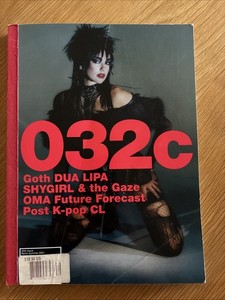 032c
Goth DUA LIPA
SHYGIRL & the Gaze
OMA Future Forecast
Post K-pop CL